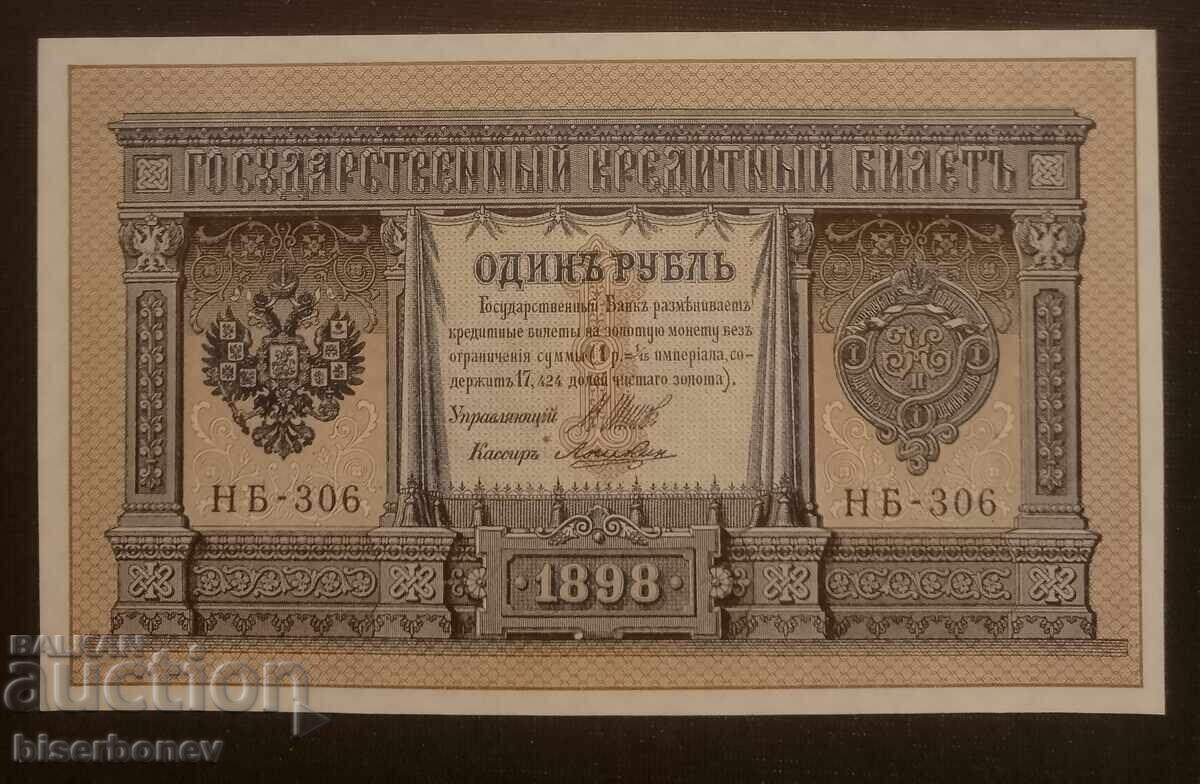 ГОСУДАРСТВЕННЫЙ КРЕДИТНЫЙ БИЛЕТЪ
ОДИНЪ РУБЛЬ
Государственный Банкъ размѣниваетъ
кредитные билеты на золотую монету безъ
ограниченія суммы (1 р.= 1/15 имперіала, со-
держитъ 17,424 долей чистаго золота).
Управляющій
Кассиръ
НБ-306
НБ-306
1898
BALKAN
auction
biserbonev